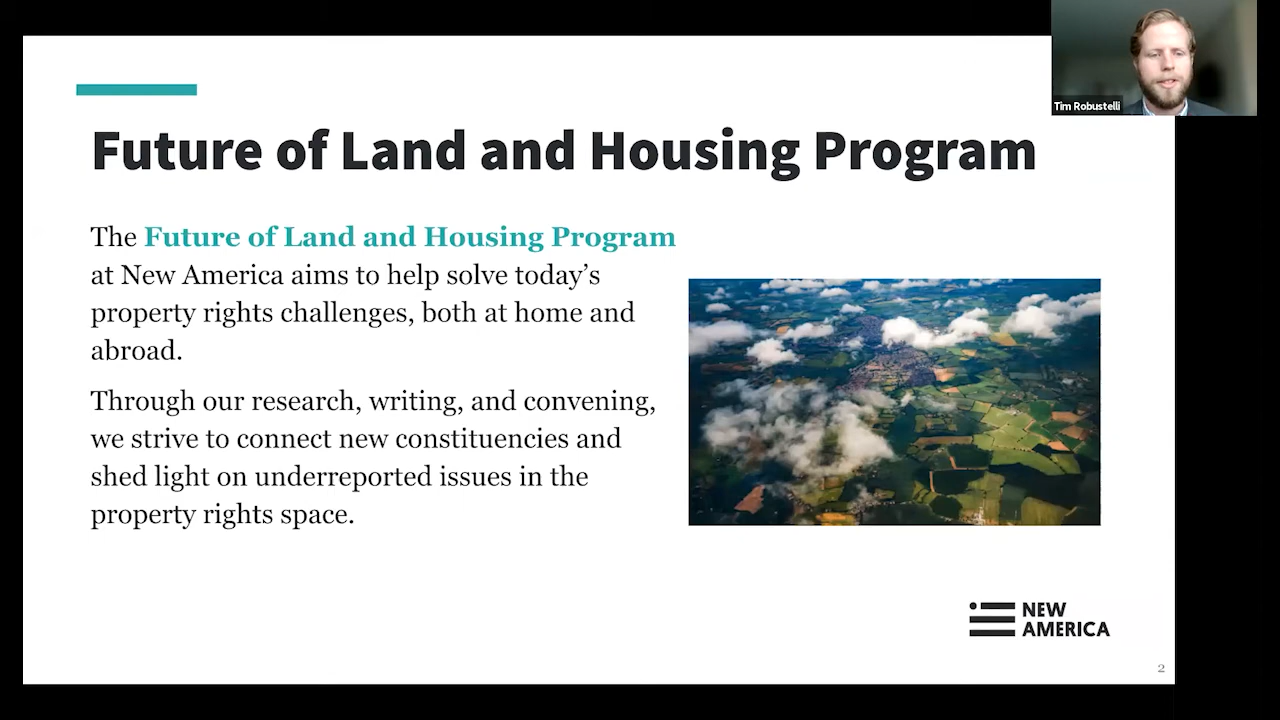 Tim Robustelli
Future of Land and Housing Program
The Future of Land and Housing Program
at New America aims to help solve today’s
property rights challenges, both at home and
abroad.
Through our research, writing, and convening,
we strive to connect new constituencies and
shed light on underreported issues in the
property rights space.
NEW
AMERICA
2